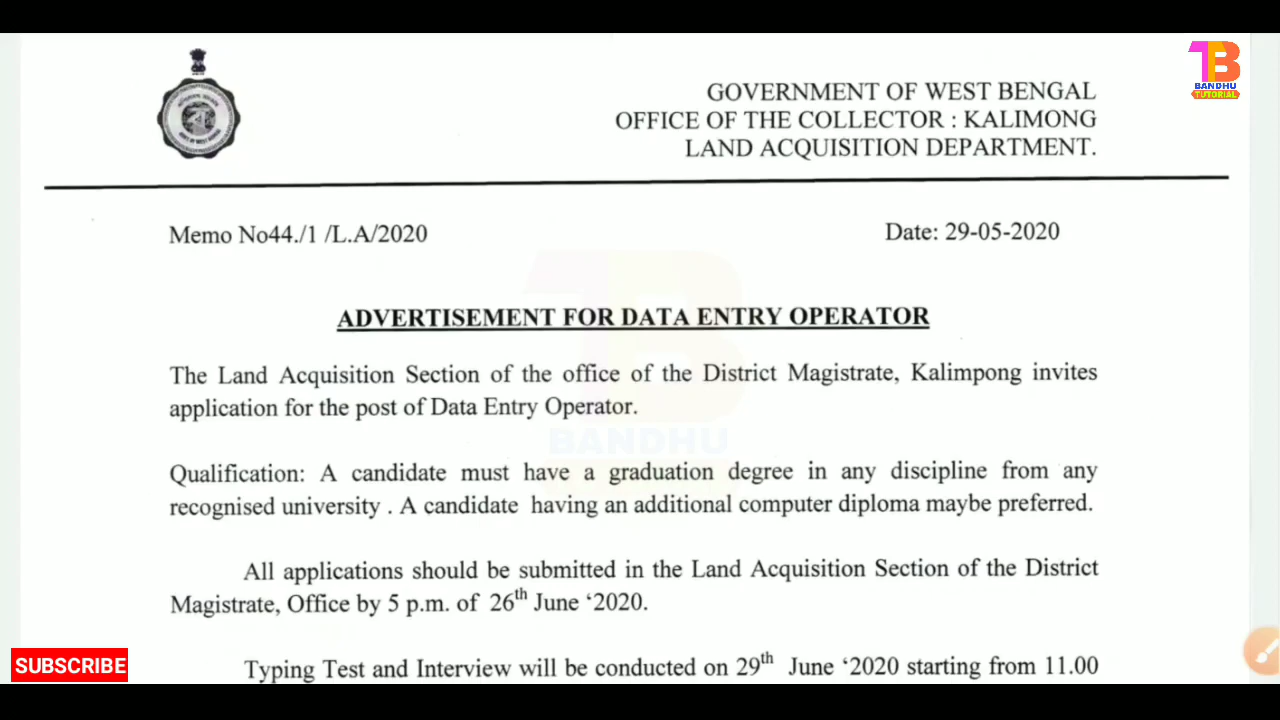 TB
BANDHU
TUTORIAL
GOVERNMENT OF WEST BENGAL
OFFICE OF THE COLLECTOR : KALIMONG
LAND ACQUISITION DEPARTMENT.
Memo No44./1 /L.A/2020
Date: 29-05-2020
ADVERTISEMENT FOR DATA ENTRY OPERATOR
The Land Acquisition Section of the office of the District Magistrate, Kalimpong invites
application for the post of Data Entry Operator.
BANDHU
Qualification: A candidate must have a graduation degree in any discipline from any
recognised university . A candidate having an additional computer diploma maybe preferred.
All applications should be submitted in the Land Acquisition Section of the District
Magistrate, Office by 5 p.m. of 26th June ‘2020.
SUBSCRIBE
Typing Test and Interview will be conducted on 29th June ‘2020 starting from 11.00